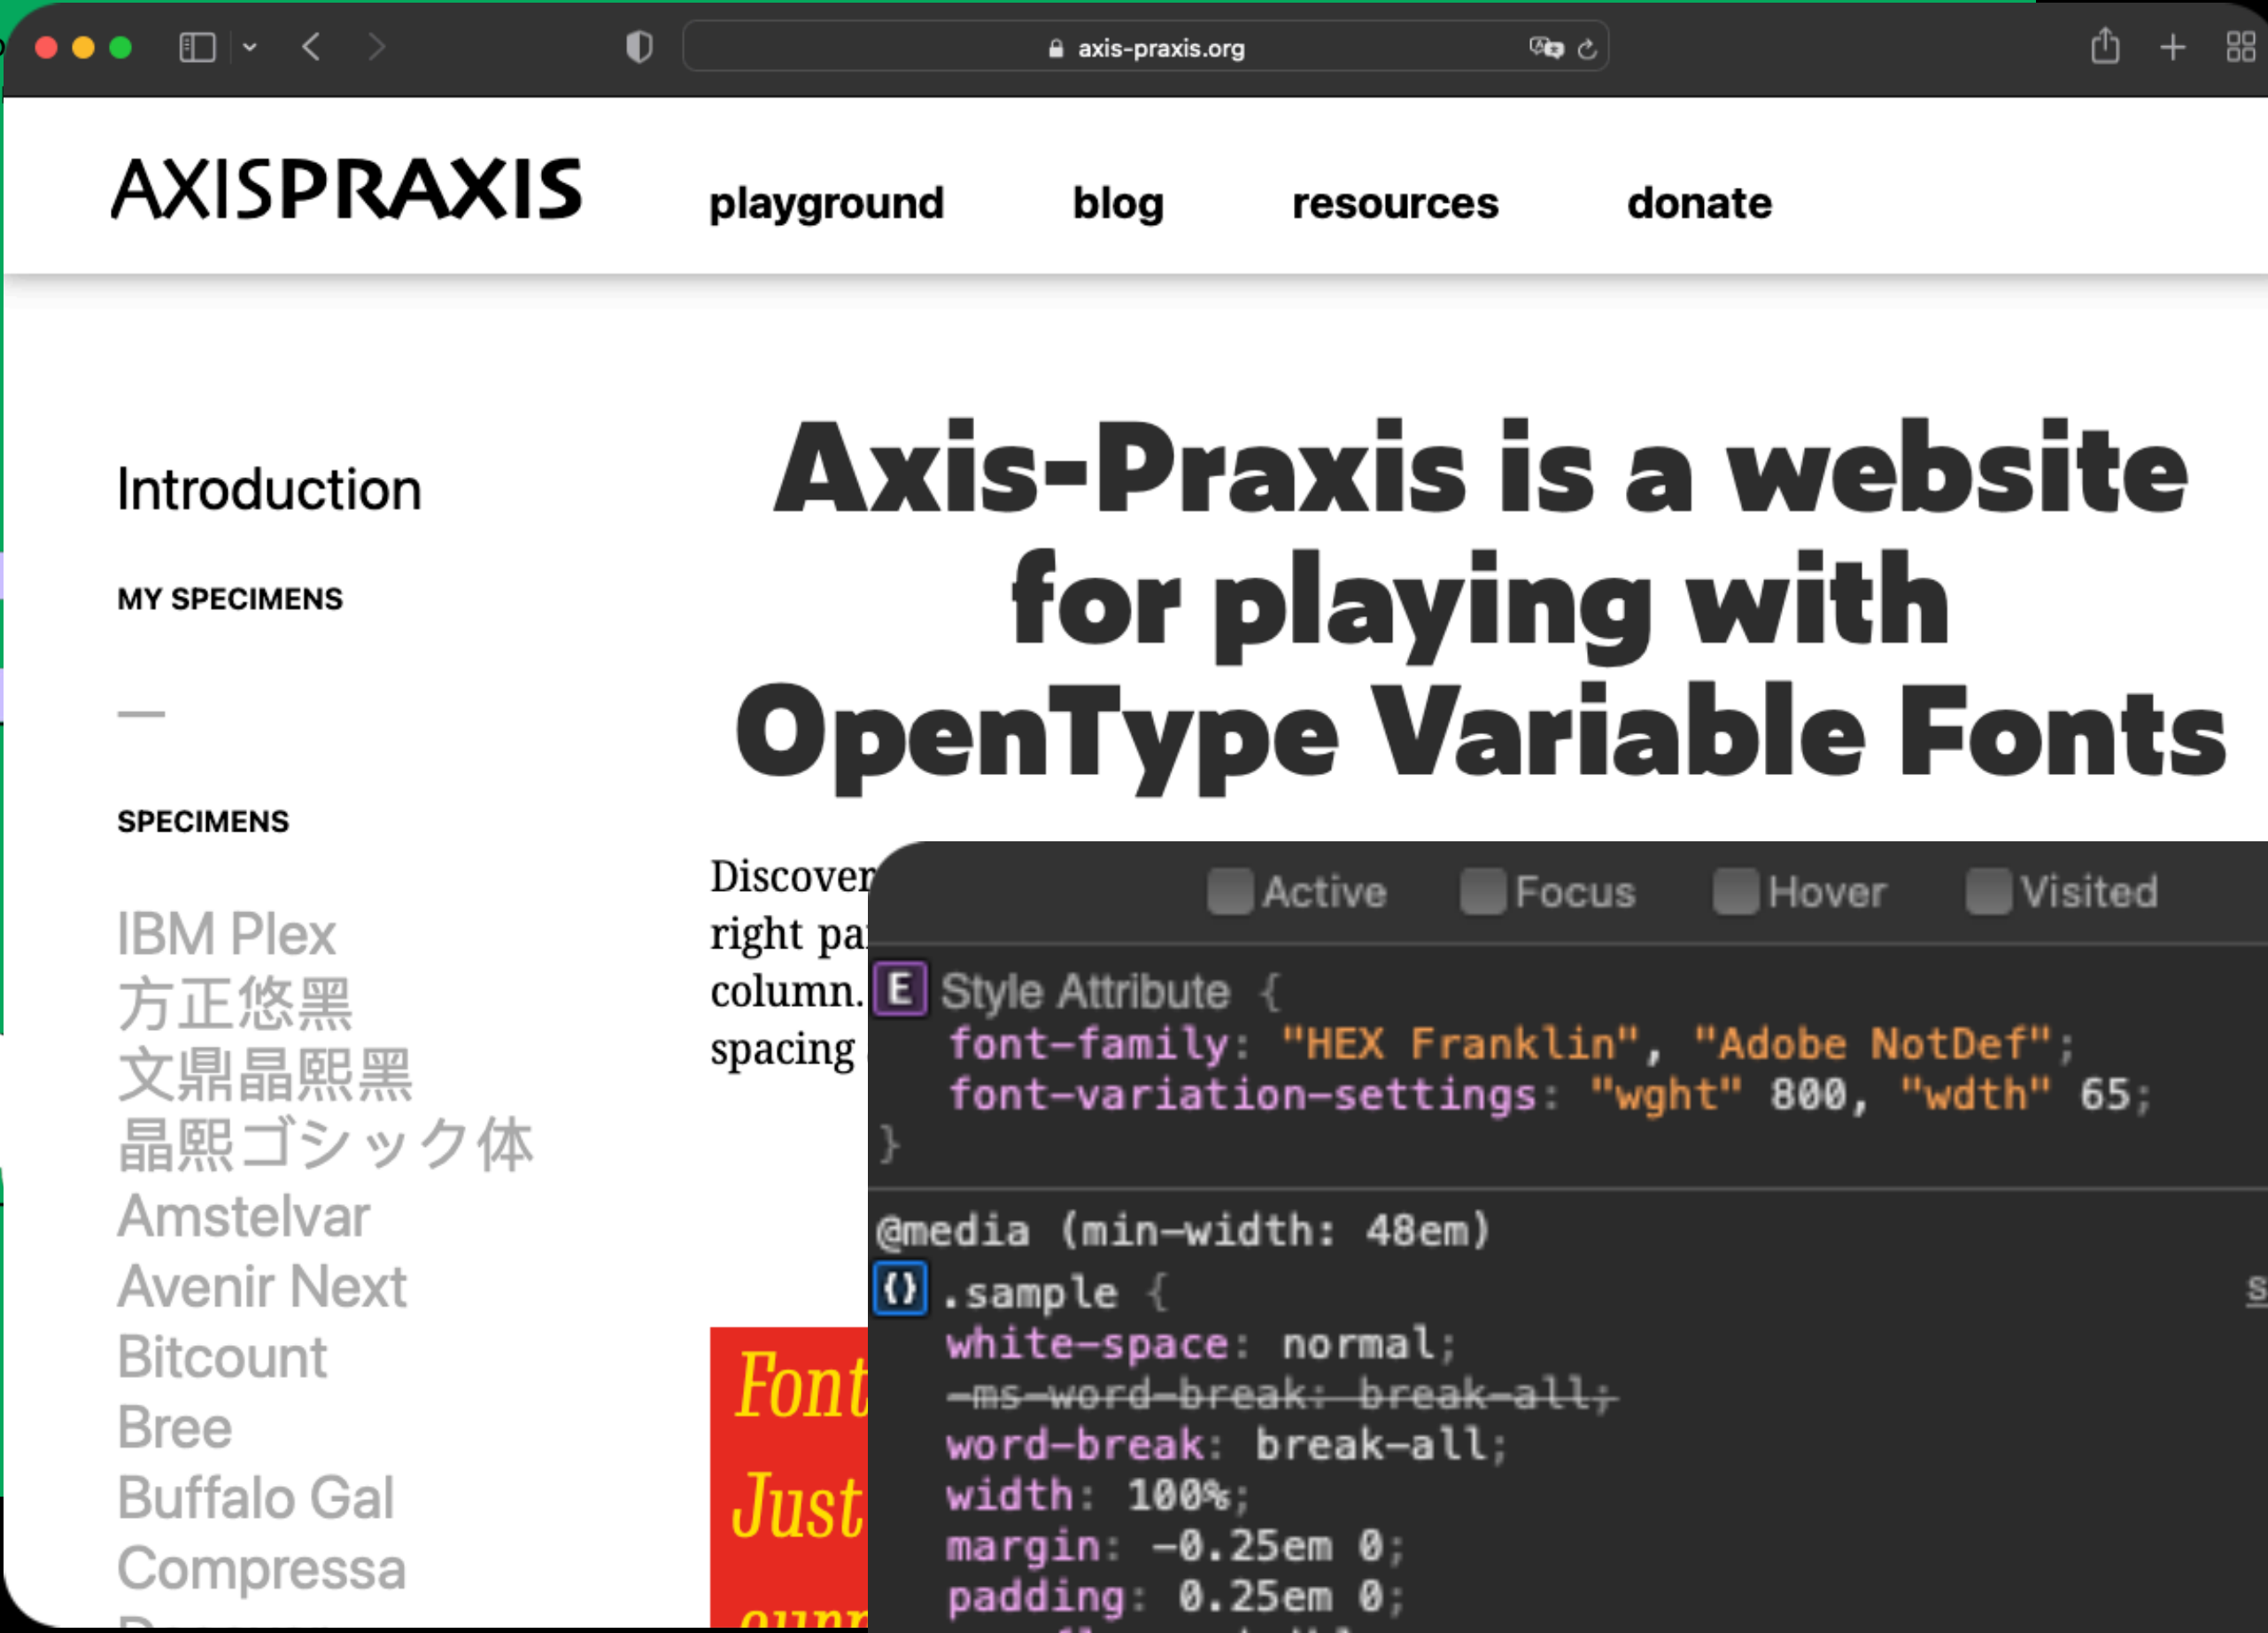 axis-praxis.org
AXISPRAXIS playground blog resources donate
Introduction
MY SPECIMENS
—
SPECIMENS
IBM Plex
方正悠黑
文鼎晶熙黑
晶熙ゴシック体
Amstelvar
Avenir Next
Bitcount
Bree
Buffalo Gal
Compressa
Axis-Praxis is a website
for playing with
OpenType Variable Fonts
Discover
right
column.
spacing
Font
Just
Active Focus Hover Visited
E Style Attribute {
font-family: "HEX Franklin", "Adobe NotDef";
font-variation-settings: "wght" 800, "wdth" 65;
}
@media (min-width: 48em)
{} .sample {
white-space: normal;
-ms-word-break: break-all;
word-break: break-all;
width: 100%;
margin: -0.25em 0;
padding: 0.25em 0;